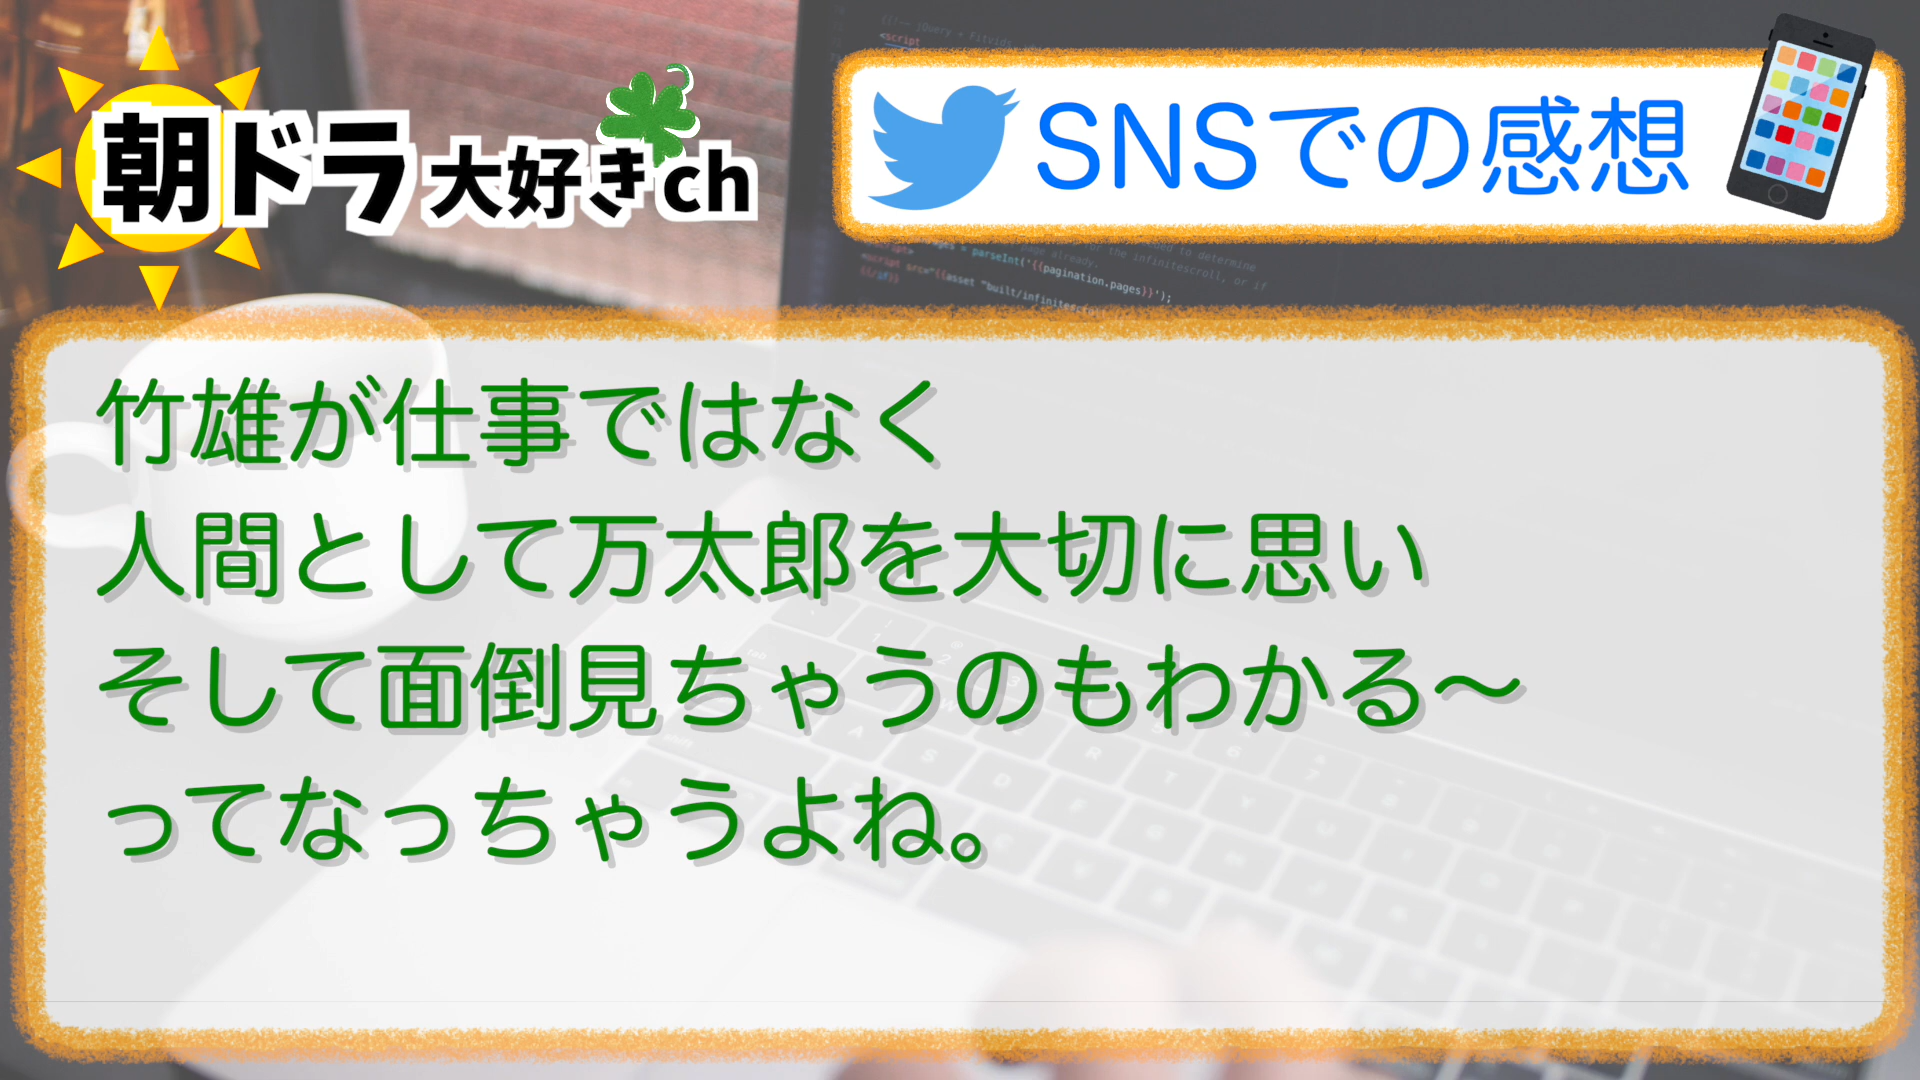 朝ドラ大好きch
SNSでの感想
竹雄が仕事ではなく
人間として万太郎を大切に思い
そして面倒見ちゃうのもわかる〜
ってなっちゃうよね。